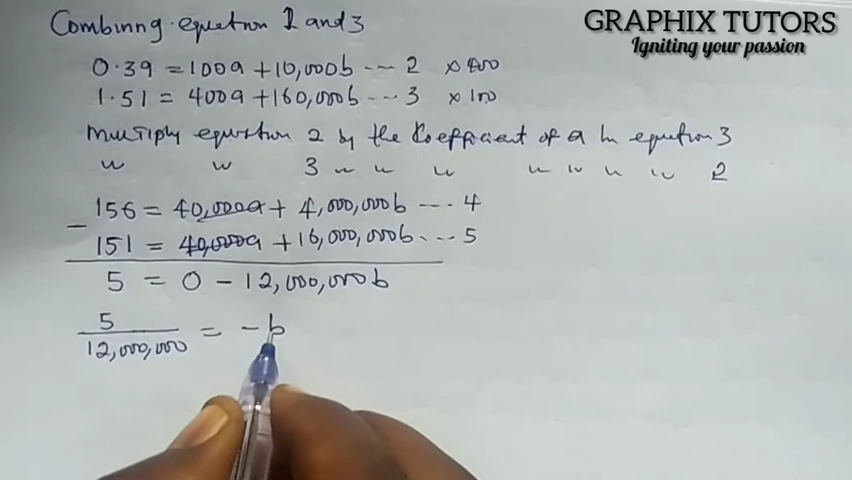 Combining equation 2 and 3
GRAPHIX TUTORS
Igniting your passion
0.39 = 100a + 10,000b ---- 2 x 400
1.51 = 400a + 160,000b --- 3 x 100
Multiply equation 2 by the Coefficient of a in equation 3
" " 3 " " " " " " " 2
156 = 40,000a + 4,000,000b ---- 4
- 151 = 40,000a + 16,000,000b --- 5
5 = 0 - 12,000,000b
5
12,000,000 = - b